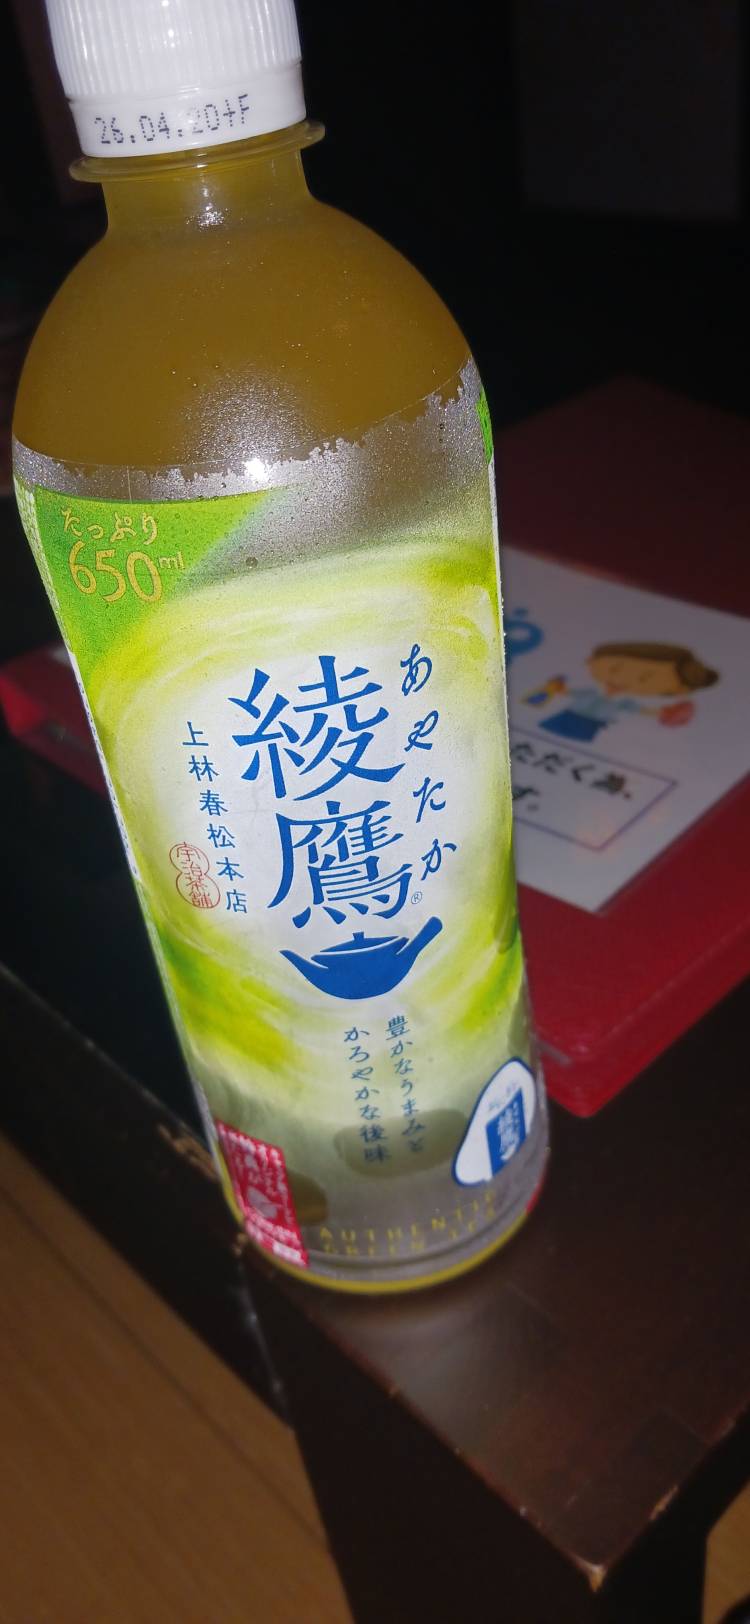 26.04.20+F
たっぷり
650ml
あやたか
綾鷹®
上林春松本店
宇治茶舗
豊かなうまみと
かろやかな後味
綾鷹
AUTHENTIC
GREEN TEA